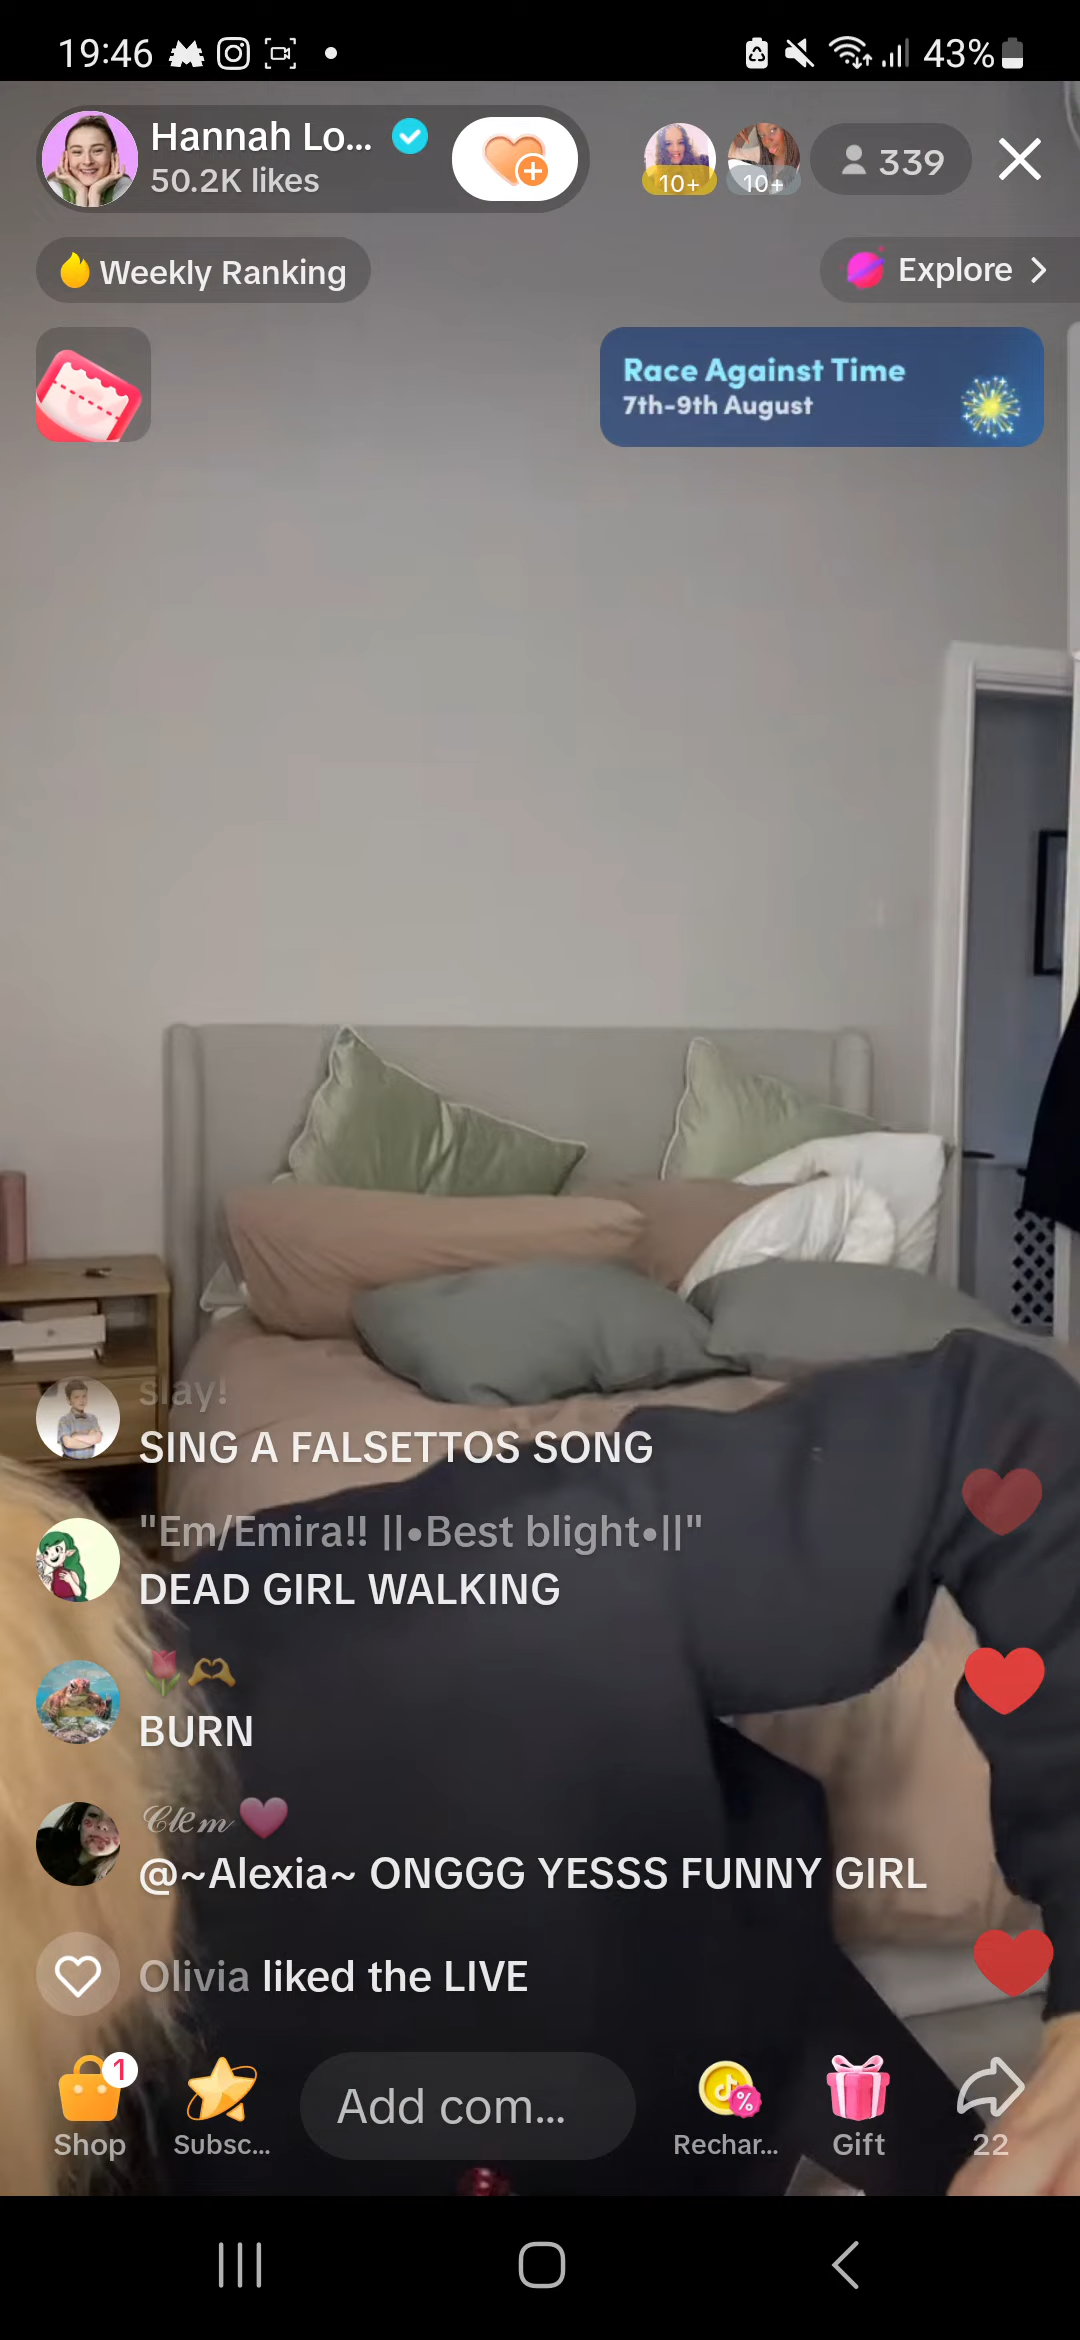 19:46
43%
Hannah Lo...
50.2K likes
10+
10+
339
Weekly Ranking
Explore
Race Against Time
7th-9th August
slay!
SING A FALSETTOS SONG
"Em/Emira!! ||•Best blight•||"
DEAD GIRL WALKING
🌷🫶
BURN
𝒞𝓁𝑒𝓂🩷
@~Alexia~ ONGGG YESSS FUNNY GIRL
Olivia liked the LIVE
1
Add com...
%
Shop
Subsc...
Rechar...
Gift
22